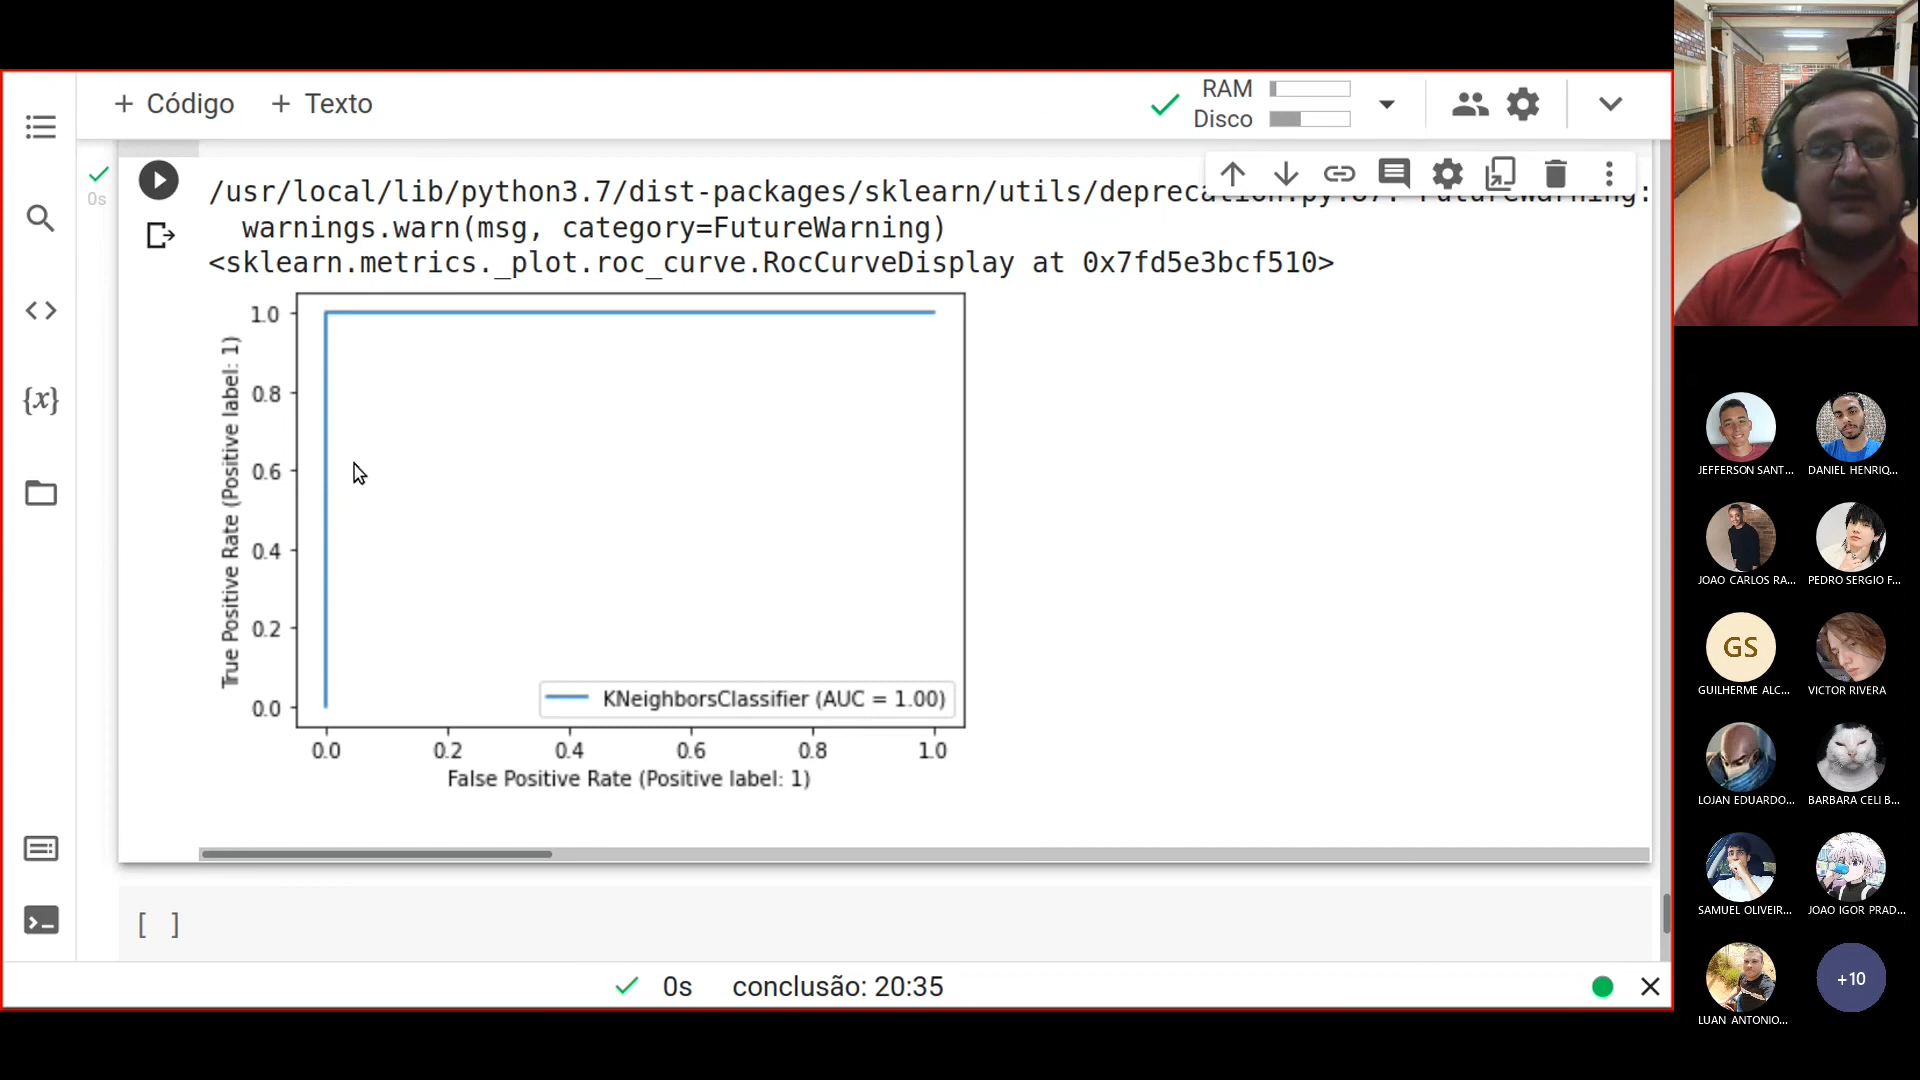 + Código + Texto
RAM
Disco
0s
/usr/local/lib/python3.7/dist-packages/sklearn/utils/deprecation.py:87: FutureWarning:
warnings.warn(msg, category=FutureWarning)
<sklearn.metrics._plot.roc_curve.RocCurveDisplay at 0x7fd5e3bcf510>
{x}
True Positive Rate (Positive label: 1)
1.0
0.8
0.6
0.4
0.2
0.0
KNeighborsClassifier (AUC = 1.00)
0.0 0.2 0.4 0.6 0.8 1.0
False Positive Rate (Positive label: 1)
[ ]
0s conclusão: 20:35
JEFFERSON SANT... DANIEL HENRIQ...
JOAO CARLOS RA... PEDRO SERGIO F...
GS
GUILHERME ALC... VICTOR RIVERA
LOJAN EDUARDO... BARBARA CELI B...
SAMUEL OLIVEIR... JOAO IGOR PRAD...
+10
LUAN ANTONIO...